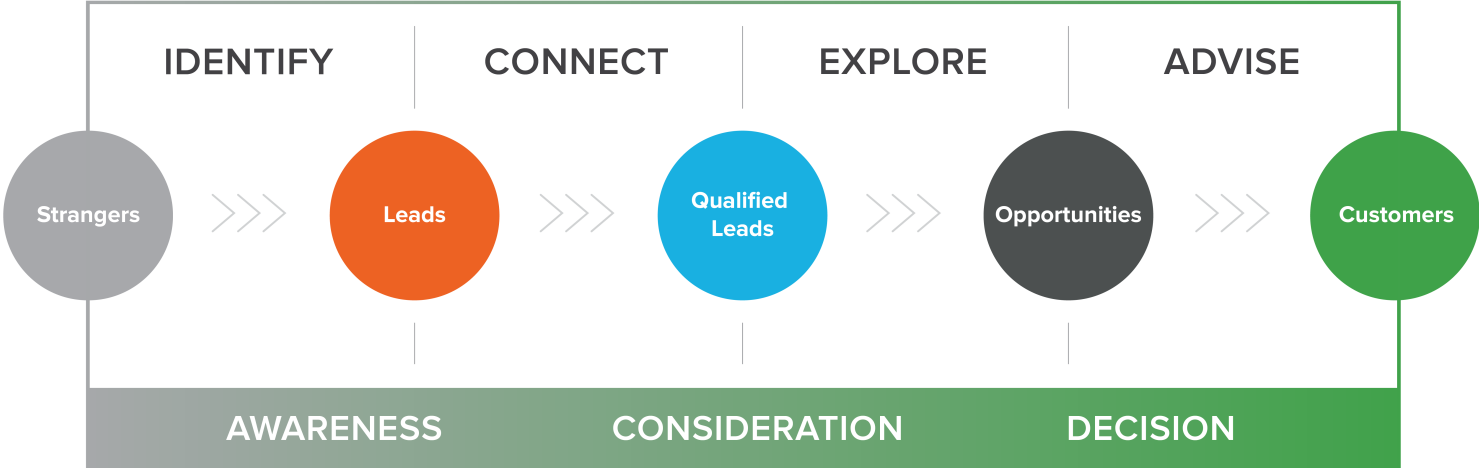 IDENTIFY
CONNECT
EXPLORE
ADVISE
Strangers
Leads
Qualified
Leads
Opportunities
Customers
AWARENESS
CONSIDERATION
DECISION